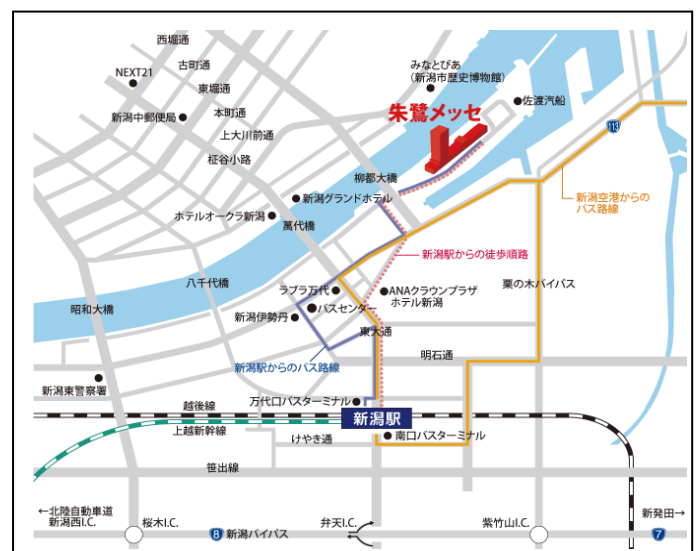 西堀通
古町通
NEXT21
東堀通
新潟中郵便局
本町通
上大川前通
柾谷小路
みなとぴあ
(新潟市歴史博物館)
佐渡汽船
朱鷺メッセ
113
柳都大橋
新潟グランドホテル
ホテルオークラ新潟
萬代橋
新潟空港からの
バス路線
新潟駅からの徒歩順路
八千代橋
ラブラ万代
ANAクラウンプラザ
ホテル新潟
栗の木バイパス
昭和大橋
バスセンター
新潟伊勢丹
東大通
明石通
新潟駅からのバス路線
新潟東警察署
万代口バスターミナル
越後線
新潟駅
上越新幹線
けやき通
南口バスターミナル
笹出線
←北陸自動車道
新潟西I.C.
桜木I.C.
8
新潟バイパス
弁天I.C.
紫竹山I.C.
新発田→
7